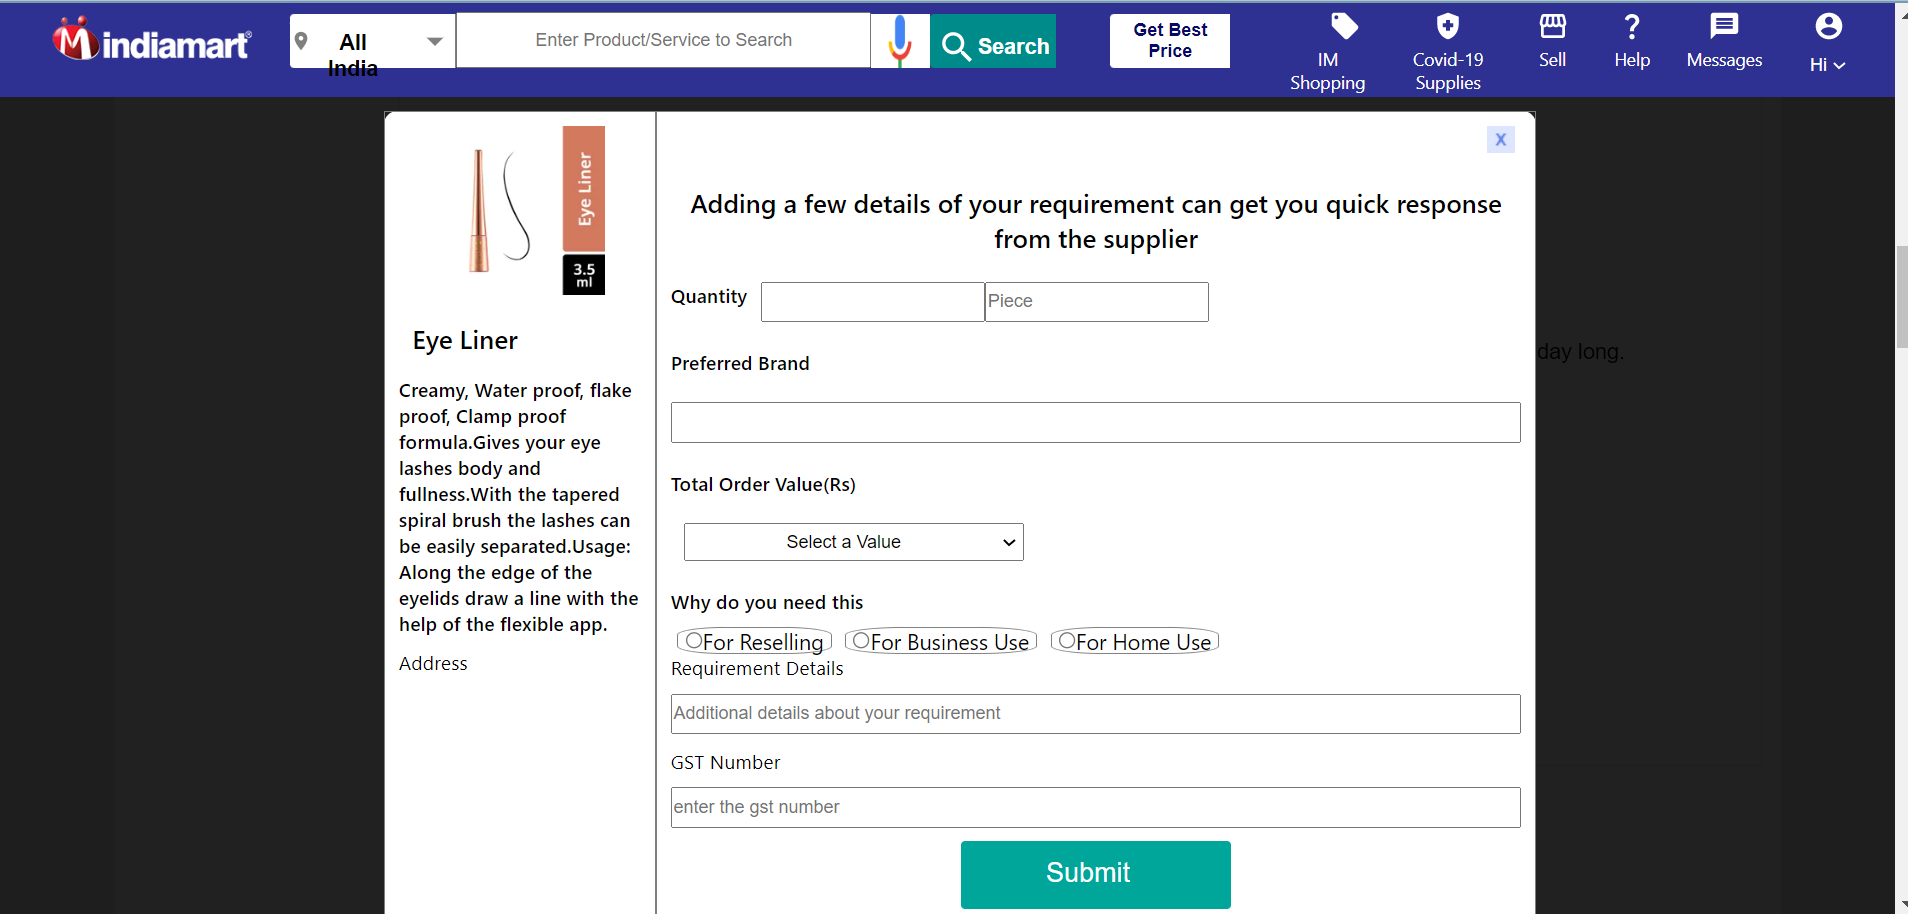 indiamart®
All
India
Enter Product/Service to Search
Search
Get Best
Price
IM
Shopping
Covid-19
Supplies
Sell
Help
Messages
Hi
X
Eye Liner
3.5
ml
Eye Liner
Creamy, Water proof, flake
proof, Clamp proof
formula.Gives your eye
lashes body and
fullness.With the tapered
spiral brush the lashes can
be easily separated.Usage:
Along the edge of the
eyelids draw a line with the
help of the flexible app.
Address
Adding a few details of your requirement can get you quick response
from the supplier
Quantity
Piece
Preferred Brand
Total Order Value(Rs)
Select a Value
Why do you need this
For Reselling For Business Use For Home Use
Requirement Details
Additional details about your requirement
GST Number
enter the gst number
Submit
day long.